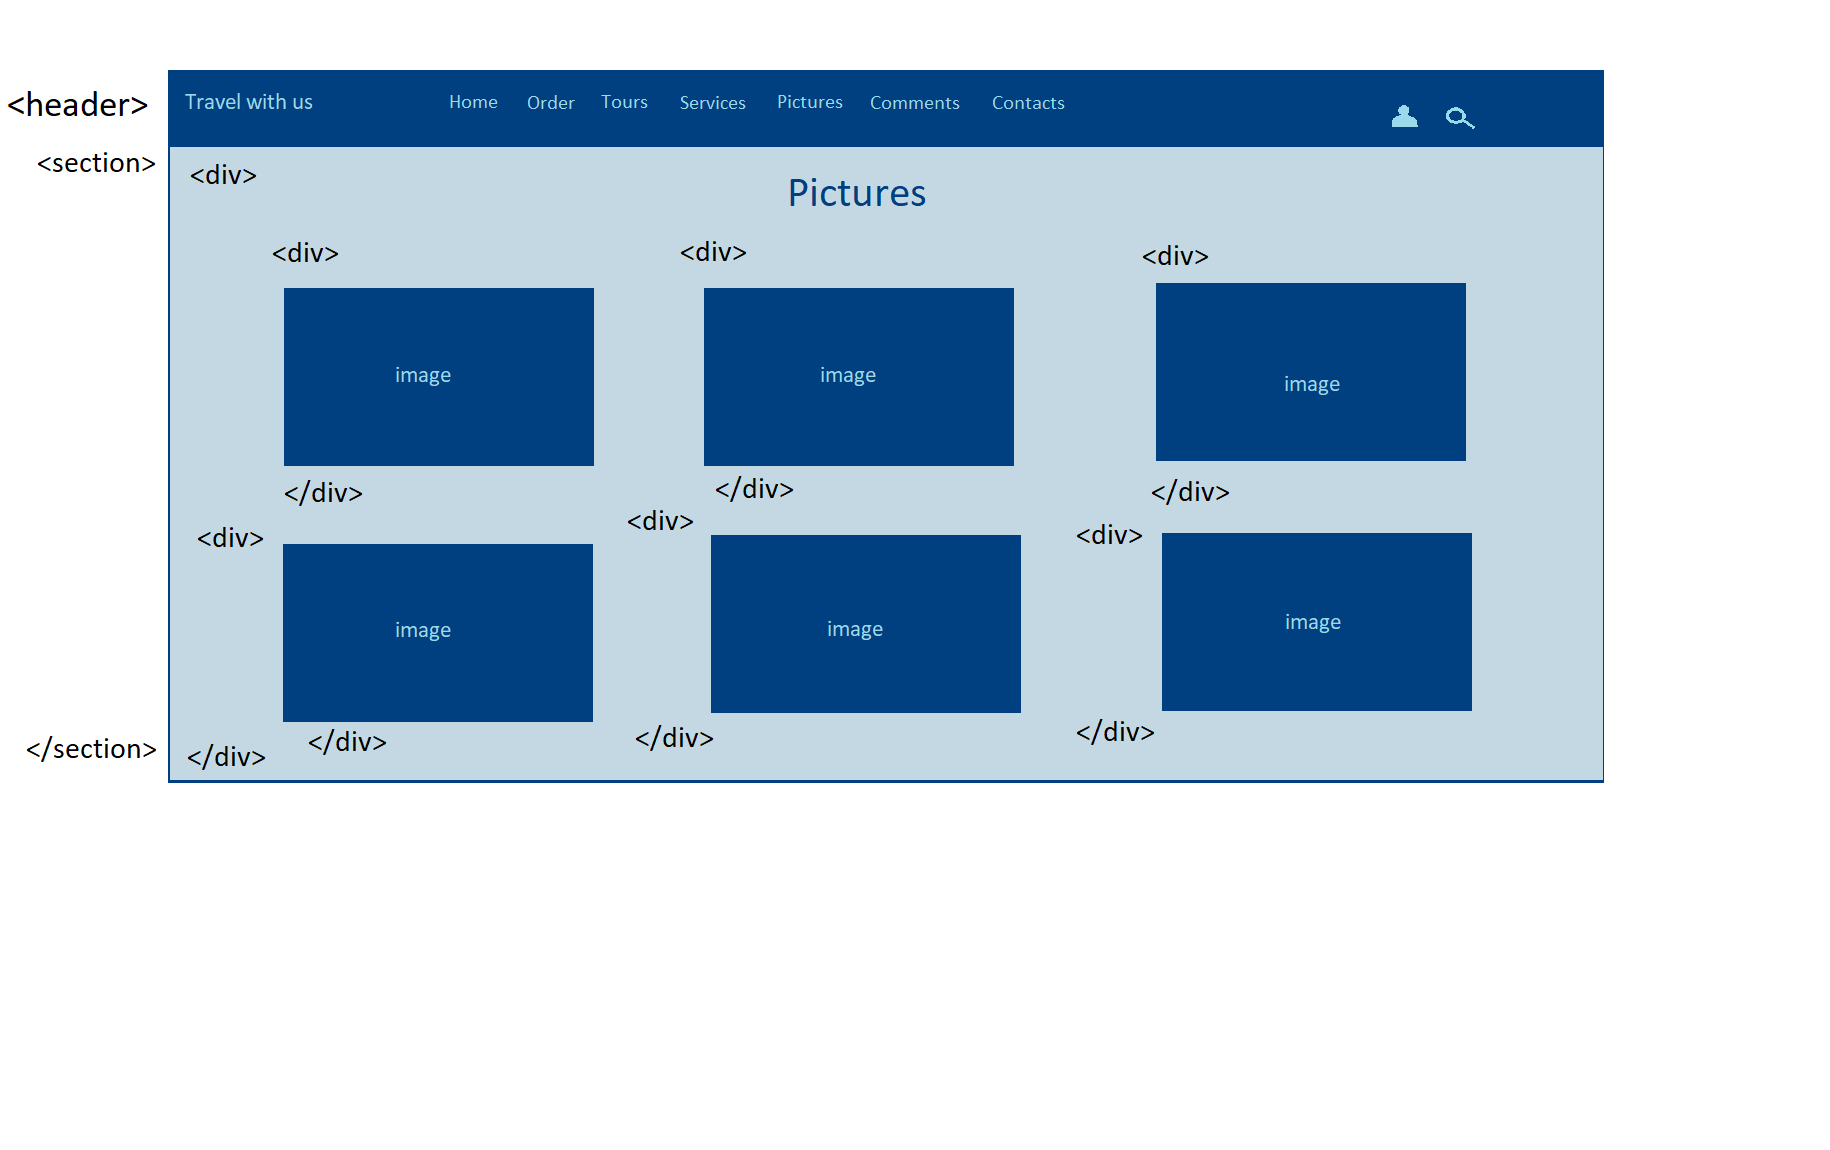 <header>
Travel with us Home Order Tours Services Pictures Comments Contacts
<section>
<div>
Pictures
<div> <div> <div>
image image image
</div> </div> </div>
<div> <div> <div>
image image image
</div> </div> </div>
</section>
</div>